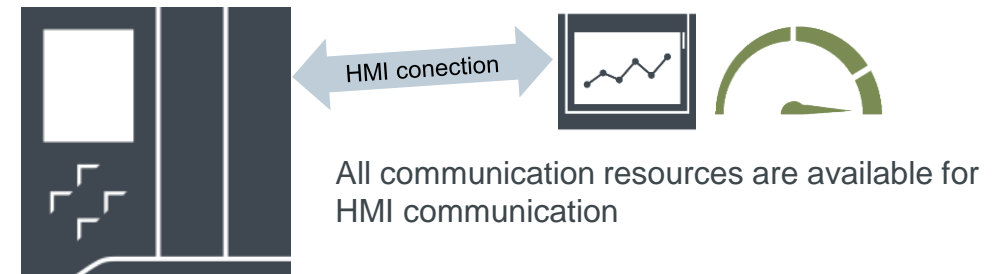 HMI conection
All communication resources are available for
HMI communication